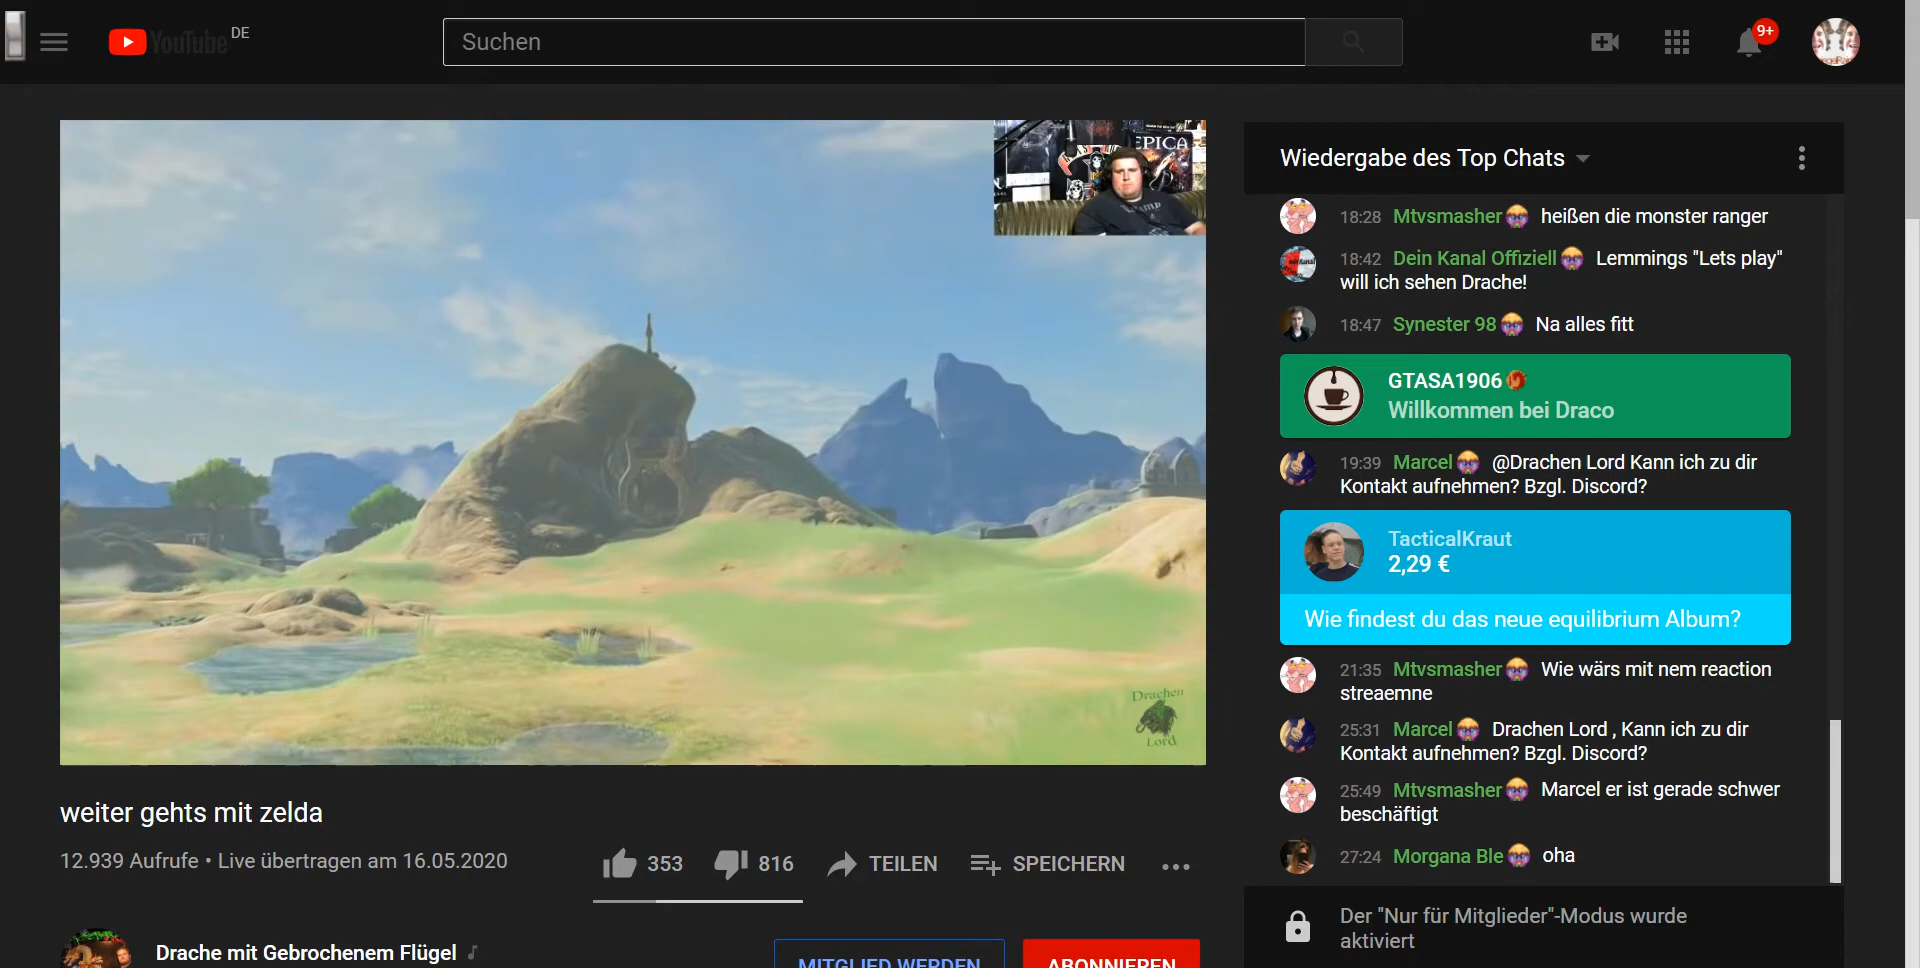 YouTube DE
Suchen
9+
EPICA
Drachen
Lord
weiter gehts mit zelda
12.939 Aufrufe • Live übertragen am 16.05.2020
353
816
TEILEN
SPEICHERN
Drache mit Gebrochenem Flügel
MITGLIED WERDEN
ABONNIEREN
Wiedergabe des Top Chats
18:28 Mtvsmasher heißen die monster ranger
18:42 Dein Kanal Offiziell Lemmings "Lets play"
will ich sehen Drache!
18:47 Synester 98 Na alles fitt
GTASA1906
Willkommen bei Draco
19:39 Marcel @Drachen Lord Kann ich zu dir
Kontakt aufnehmen? Bzgl. Discord?
TacticalKraut
2,29 €
Wie findest du das neue equilibrium Album?
21:35 Mtvsmasher Wie wärs mit nem reaction
streaemne
25:31 Marcel Drachen Lord , Kann ich zu dir
Kontakt aufnehmen? Bzgl. Discord?
25:49 Mtvsmasher Marcel er ist gerade schwer
beschäftigt
27:24 Morgana Ble oha
Der "Nur für Mitglieder"-Modus wurde
aktiviert